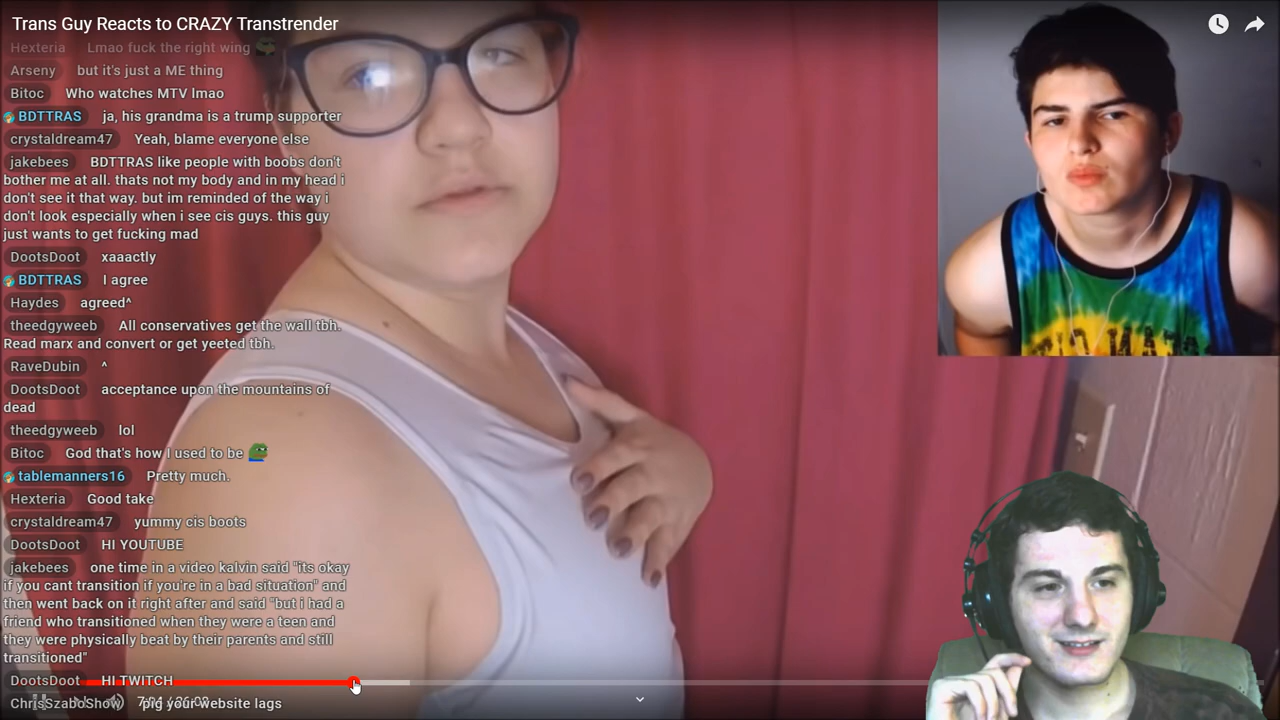 Trans Guy Reacts to CRAZY Transtrender
Hexteria Lmao fuck the right wing
Arseny but it's just a ME thing
Bitoc Who watches MTV lmao
BDTTRAS ja, his grandma is a trump supporter
crystaldream47 Yeah, blame everyone else
jakebees BDTTRAS like people with boobs don't
bother me at all. thats not my body and in my head i
don't see it that way. but im reminded of the way i
don't look especially when i see cis guys. this guy
just wants to get fucking mad
DootsDoot xaaactly
BDTTRAS I agree
Haydes agreed^
theedgyweeb All conservatives get the wall tbh.
Read marx and convert or get yeeted tbh.
RaveDubin ^
DootsDoot acceptance upon the mountains of
dead
theedgyweeb lol
Bitoc God that's how I used to be
tablemanners16 Pretty much.
Hexteria Good take
crystaldream47 yummy cis boots
DootsDoot HI YOUTUBE
jakebees one time in a video kalvin said "its okay
if you cant transition if you're in a bad situation" and
then went back on it right after and said "but i had a
friend who transitioned when they were a teen and
they were physically beat by their parents and still
transitioned"
DootsDoot HI TWITCH
ChrisSzaboShow pig your website lags